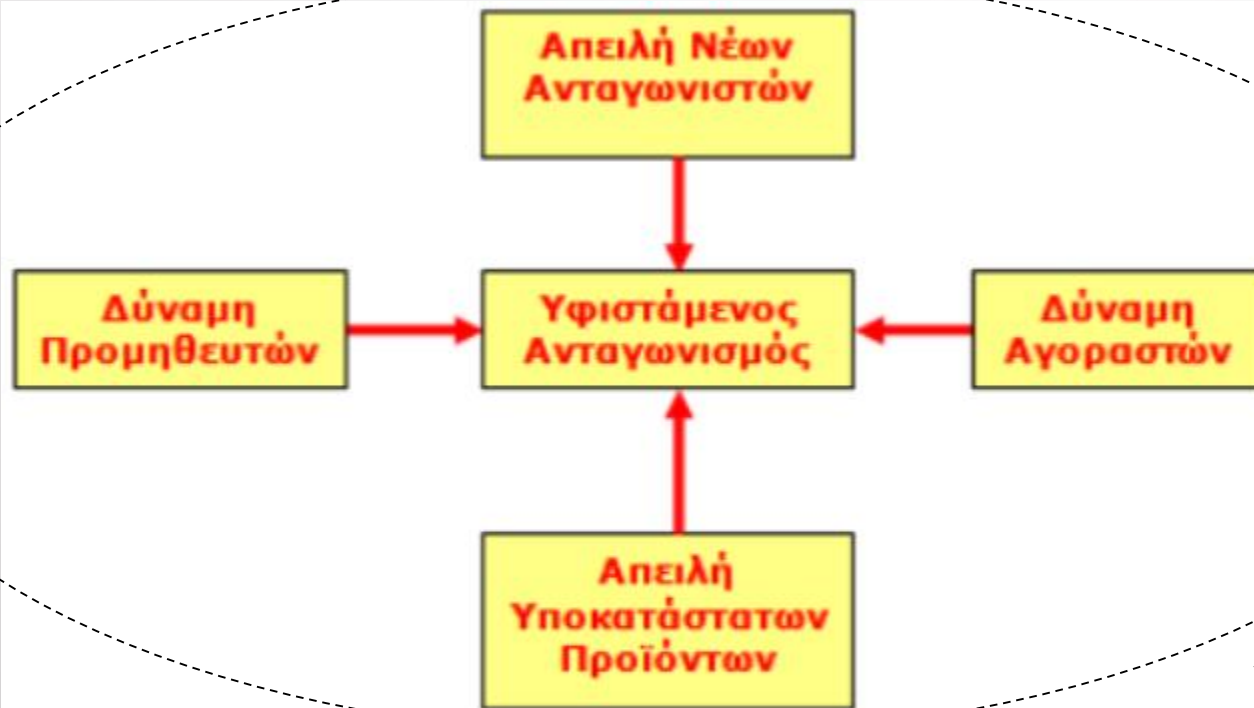 Απειλή Νέων
Ανταγωνιστών
Δύναμη
Προμηθευτών
Υφιστάμενος
Ανταγωνισμός
Δύναμη
Αγοραστών
Απειλή
Υποκατάστατων
Προϊόντων